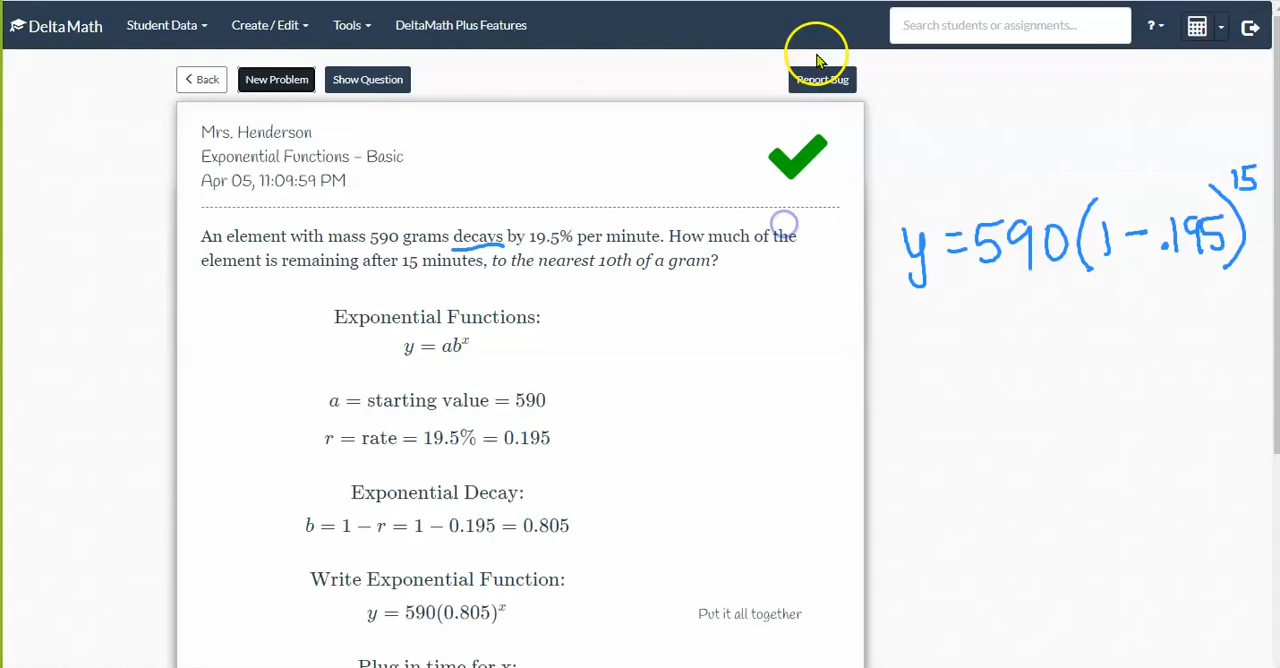 DeltaMath Student Data Create / Edit Tools DeltaMath Plus Features Search students or assignments... ?
Back New Problem Show Question Report Bug
Mrs. Henderson
Exponential Functions - Basic
Apr 05, 11:09:59 PM
An element with mass 590 grams decays by 19.5% per minute. How much of the
element is remaining after 15 minutes, to the nearest 10th of a gram?
y = 590(1 - .195)^15
Exponential Functions:
y = ab^x
a = starting value = 590
r = rate = 19.5% = 0.195
Exponential Decay:
b = 1 − r = 1 − 0.195 = 0.805
Write Exponential Function:
y = 590(0.805)^x Put it all together
Plug in time for x: